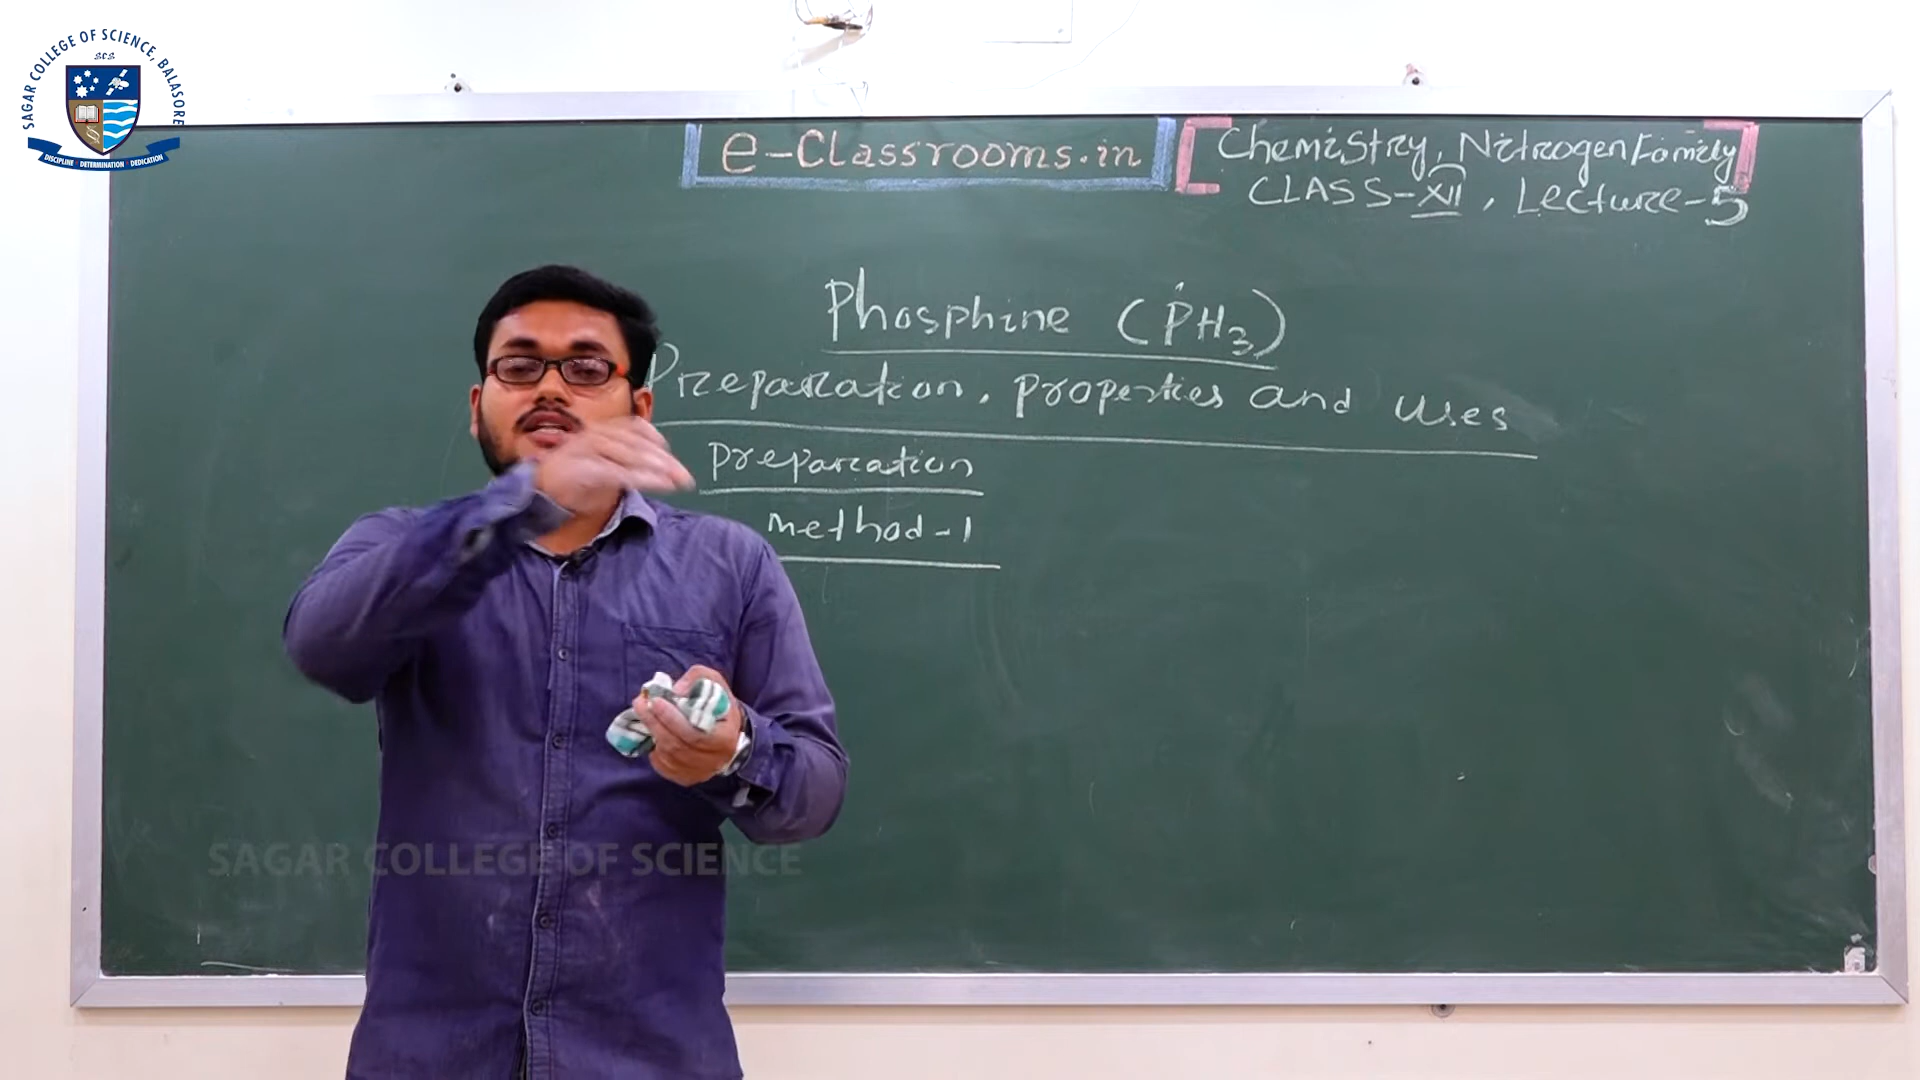 SAGAR COLLEGE OF SCIENCE, BALASORE
SCS
DISCIPLINE · DETERMINATION · DEDICATION
e-Classrooms.in
Chemistry, Nitrogen Family
CLASS-XII, Lecture-5
Phosphine (PH3)
Preparation, properties and uses
preparation
method-1
SAGAR COLLEGE OF SCIENCE